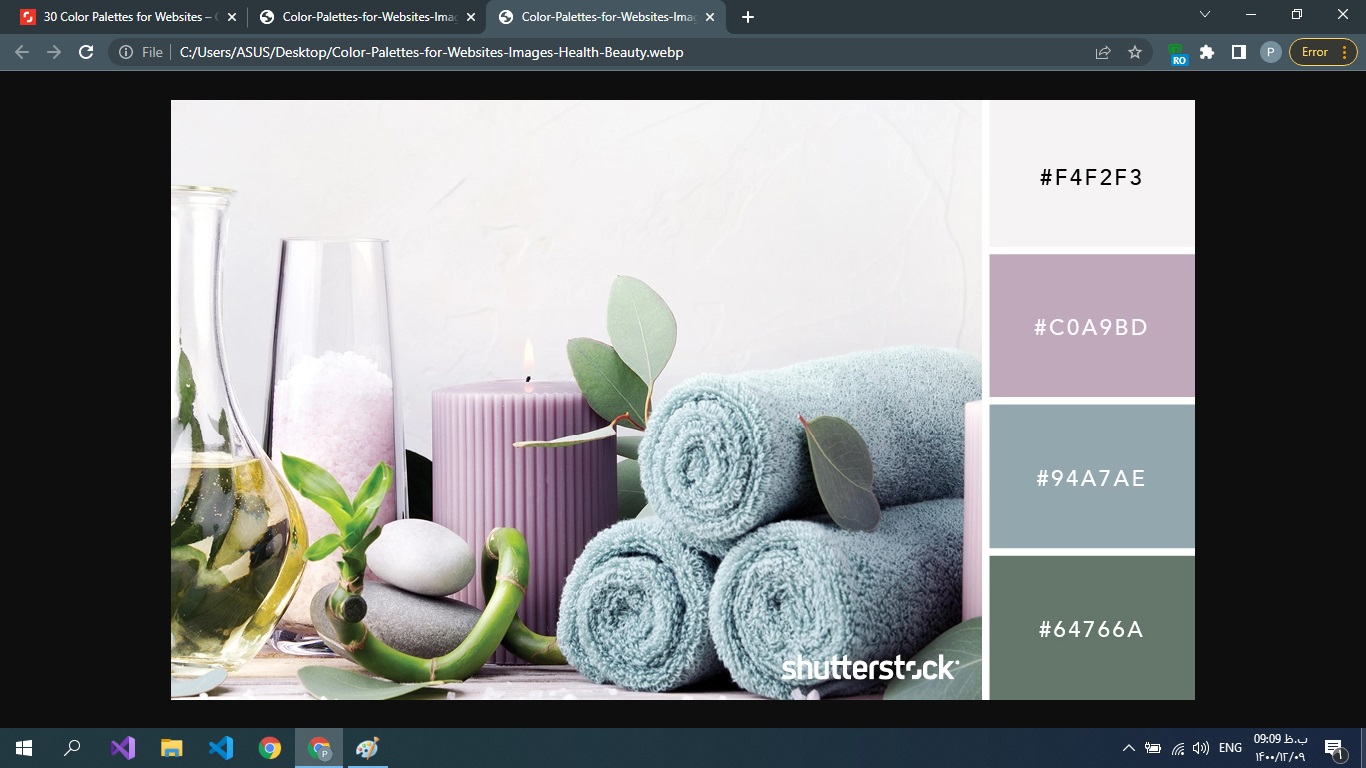 30 Color Palettes for Websites –
Color-Palettes-for-Websites-Imag
Color-Palettes-for-Websites-Imag
File
C:/Users/ASUS/Desktop/Color-Palettes-for-Websites-Images-Health-Beauty.webp
RO
P
Error
#F4F2F3
#C0A9BD
#94A7AE
#64766A
shutterstock
P
ENG
09:09 ب.ظ
۱۴۰۰/۱۲/۰۹
۱